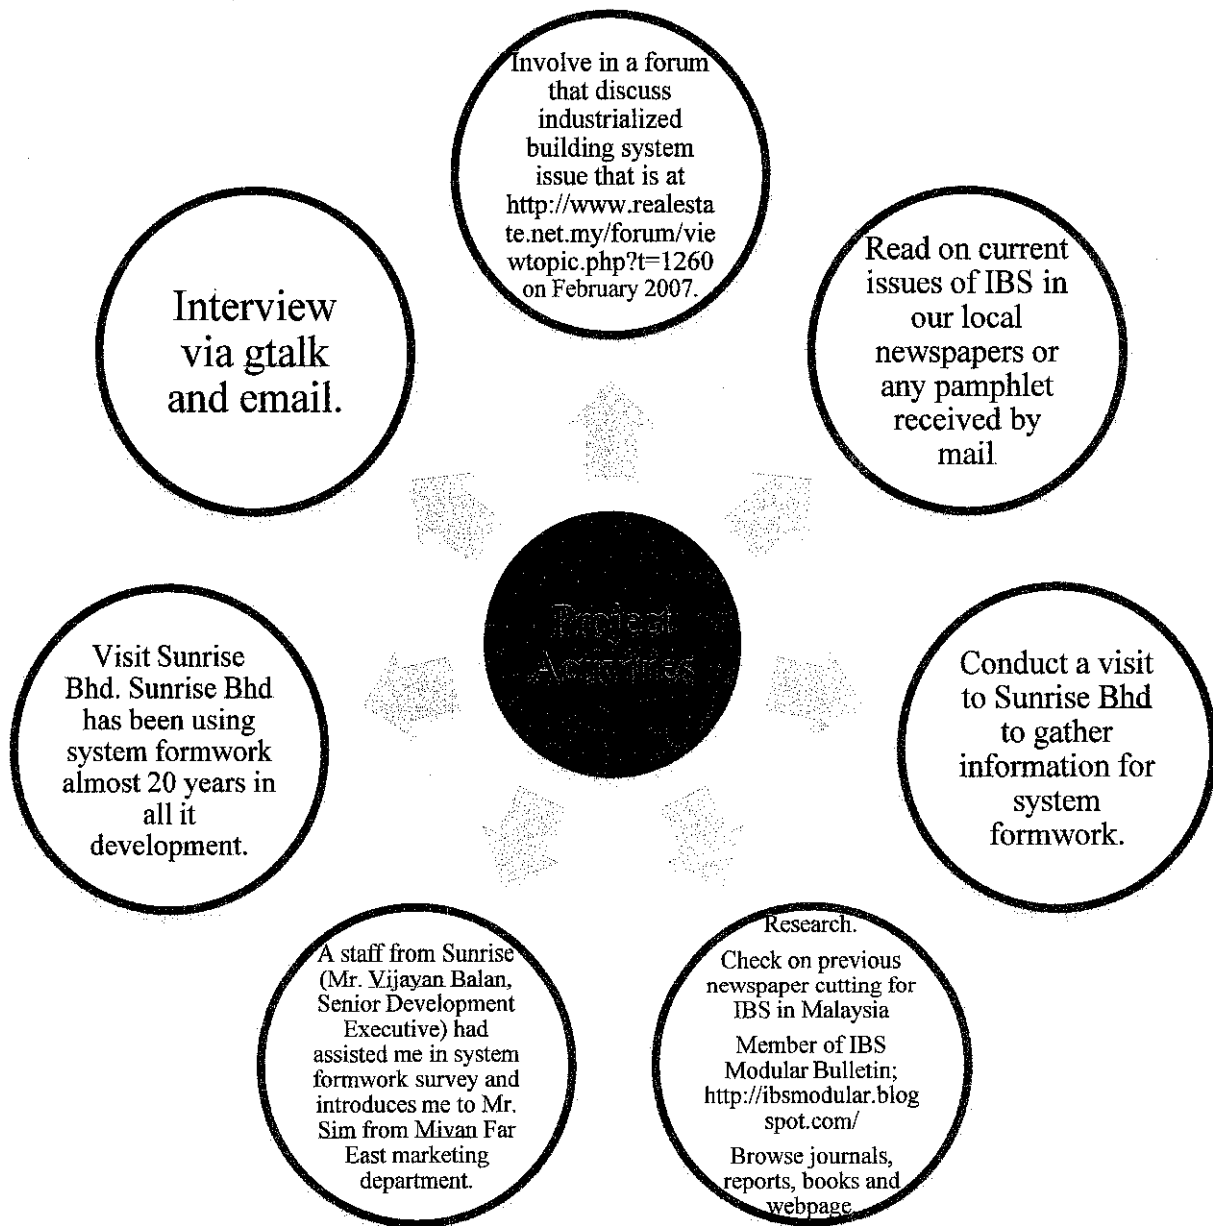 Involve in a forum
that discuss
industrialized
building system
issue that is at
http://www.realesta
te.net.my/forum/vie
wtopic.php?t=1260
on February 2007.
Read on current
issues of IBS in
our local
newspapers or
any pamphlet
received by
mail
Conduct a visit
to Sunrise Bhd
to gather
information for
system
formwork.
Research.
Check on previous
newspaper cutting for
IBS in Malaysia
Member of IBS
Modular Bulletin;
http://ibsmodular.blog
spot.com/
Browse journals,
reports, books and
webpage
A staff from Sunrise
(Mr. Vijayan Balan,
Senior Development
Executive) had
assisted me in system
formwork survey and
introduces me to Mr.
Sim from Mivan Far
East marketing
department.
Visit Sunrise
Bhd. Sunrise Bhd
has been using
system formwork
almost 20 years in
all it
development.
Interview
via gtalk
and email.
Project
Activities